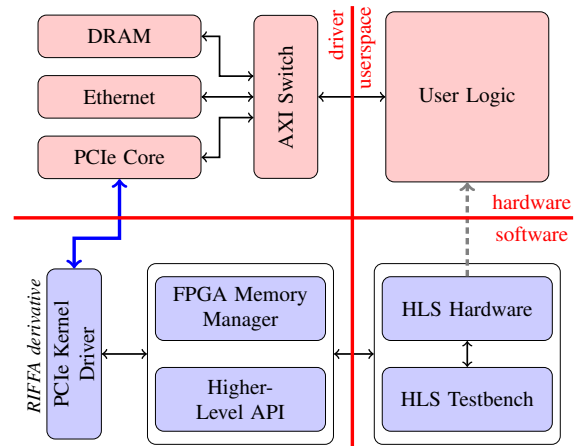 DRAM
Ethernet
PCIe Core
AXI Switch
driver
userspace
User Logic
hardware
software
RIFFA derivative
PCIe Kernel
Driver
FPGA Memory
Manager
Higher-
Level API
HLS Hardware
HLS Testbench